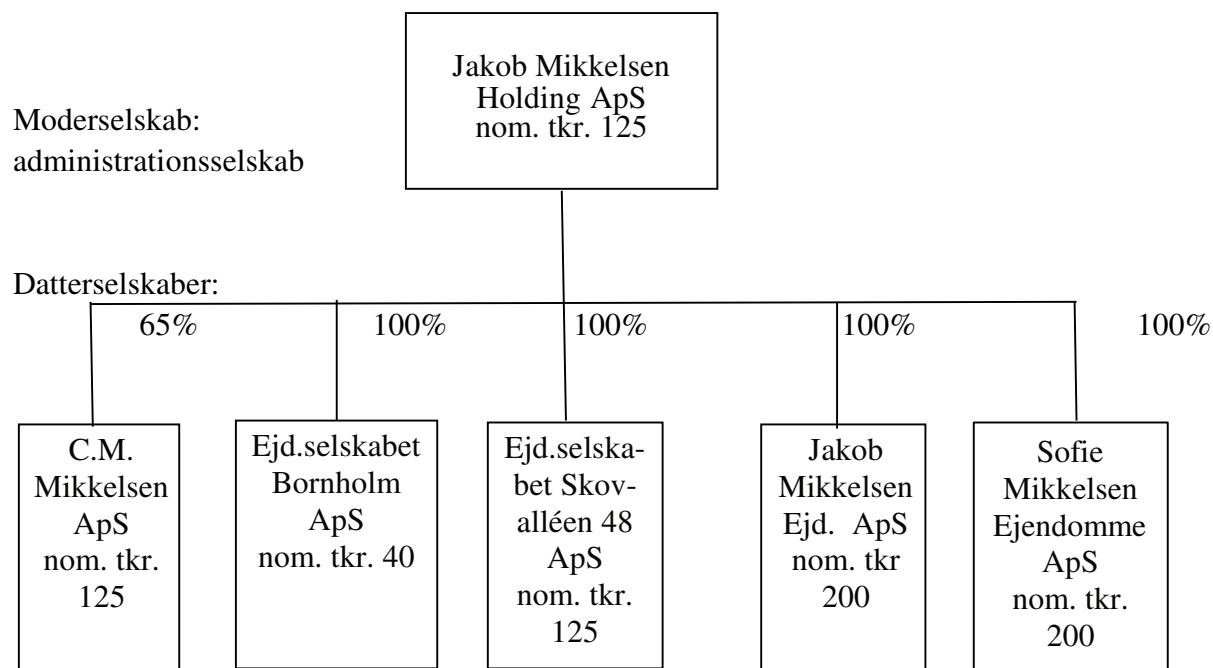 Jakob Mikkelsen
Holding ApS
nom. tkr. 125
Moderselskab:
administrationsselskab
Datterselskaber:
65% 100% 100% 100% 100%
C.M.
Mikkelsen
ApS
nom. tkr.
125
Ejd.selskabet
Bornholm
ApS
nom. tkr. 40
Ejd.selska-
bet Skov-
alléen 48
ApS
nom. tkr.
125
Jakob
Mikkelsen
Ejd. ApS
nom. tkr
200
Sofie
Mikkelsen
Ejendomme
ApS
nom. tkr.
200